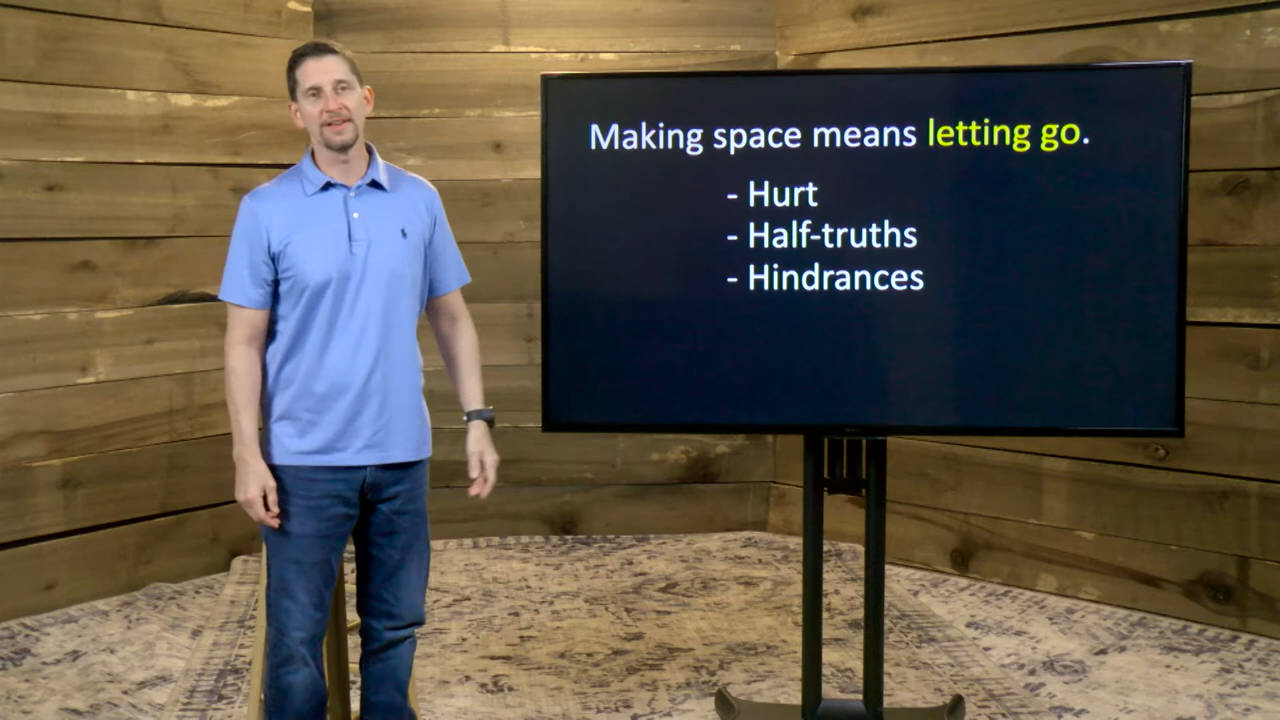 Making space means letting go.
- Hurt
- Half-truths
- Hindrances